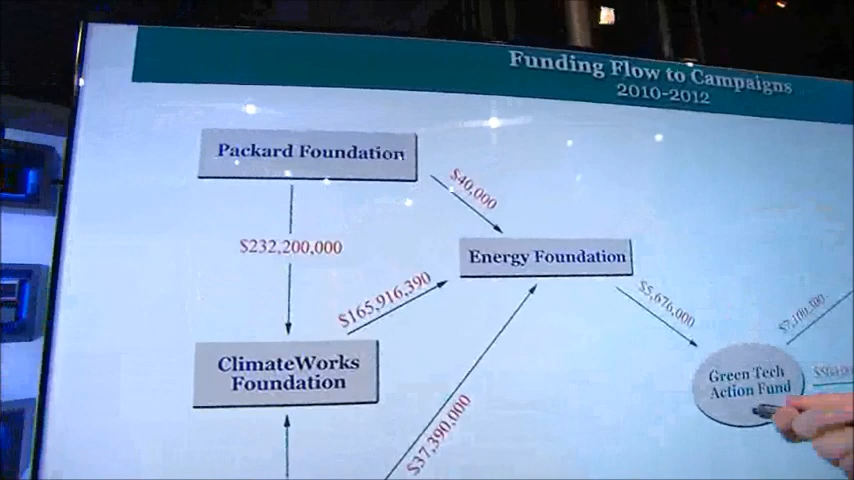 Funding Flow to Campaigns
2010-2012
Packard Foundation
$40,000
$232,200,000
Energy Foundation
$165,916,390
$5,676,000
ClimateWorks
Foundation
Green Tech
Action Fund
$37,390,000